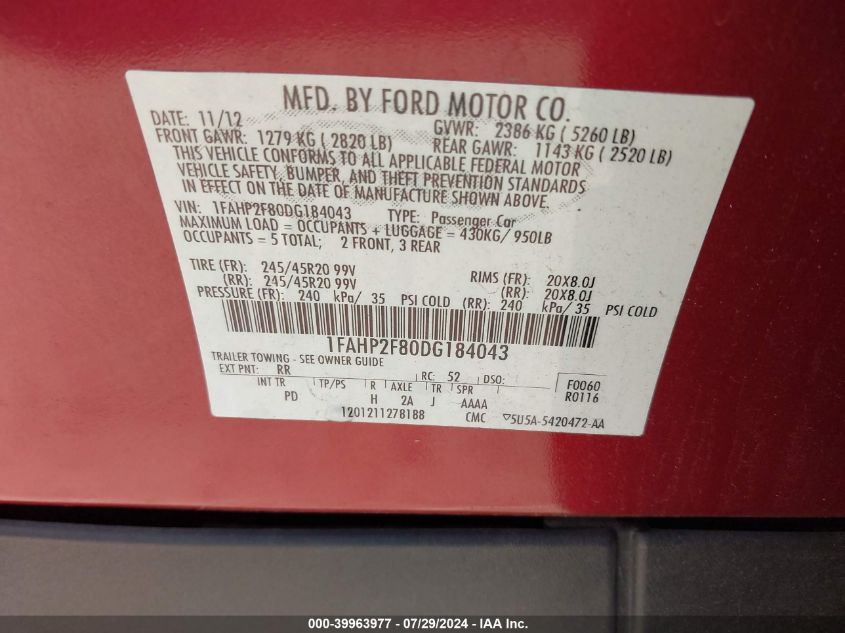 MFD. BY FORD MOTOR CO.
DATE: 11/12 GVWR: 2386 KG ( 5260 LB)
FRONT GAWR: 1279 KG ( 2820 LB) REAR GAWR: 1143 KG ( 2520 LB)
THIS VEHICLE CONFORMS TO ALL APPLICABLE FEDERAL MOTOR
VEHICLE SAFETY, BUMPER, AND THEFT PREVENTION STANDARDS
IN EFFECT ON THE DATE OF MANUFACTURE SHOWN ABOVE.
VIN: 1FAHP2F80DG184043 TYPE: Passenger Car
MAXIMUM LOAD = OCCUPANTS + LUGGAGE = 430KG/ 950LB
OCCUPANTS = 5 TOTAL; 2 FRONT, 3 REAR
TIRE (FR): 245/45R20 99V RIMS (FR): 20X8.0J
(RR): 245/45R20 99V (RR): 20X8.0J
PRESSURE (FR): 240 kPa/ 35 PSI COLD (RR): 240 kPa/ 35 PSI COLD
1FAHP2F80DG184043
TRAILER TOWING - SEE OWNER GUIDE
EXT PNT: RR RC: 52 DSO: F0060
INT TR TP/PS R AXLE TR SPR R0116
PD H 2A J AAAA
120121127818​8 CMC ▽5U5A-5420472-AA
000-39963977 - 07/29/2024 - IAA Inc.